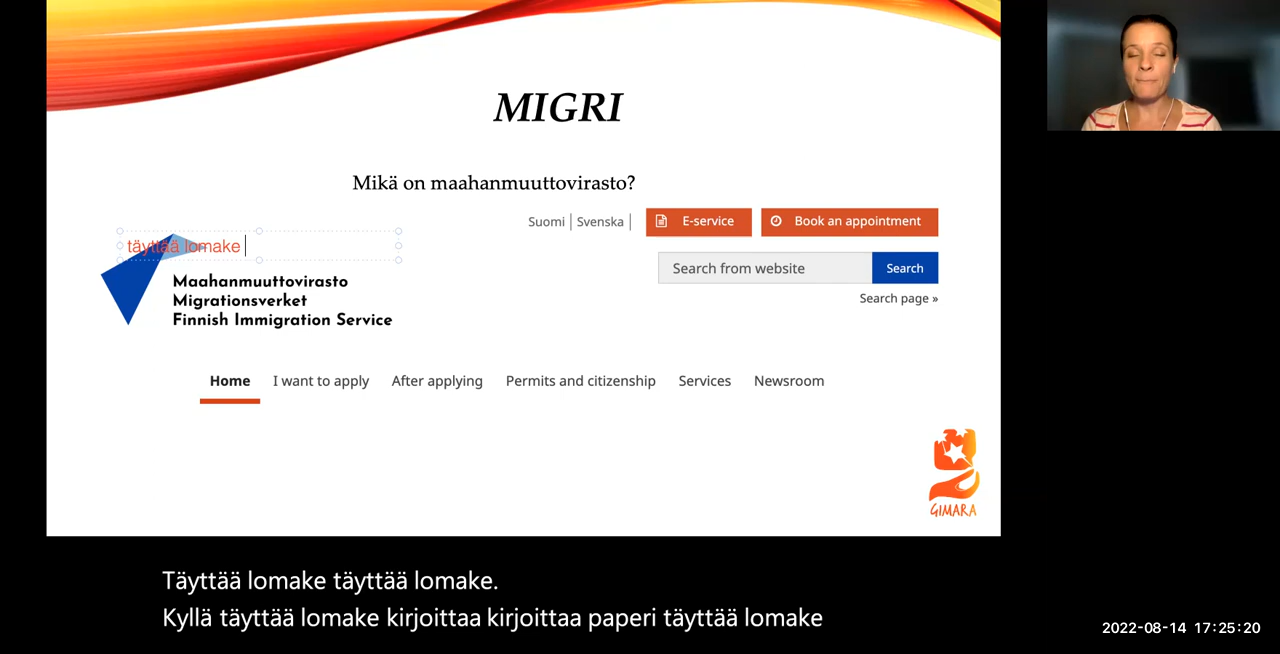 MIGRI
Mikä on maahanmuuttovirasto?
Suomi | Svenska |
E-service
Book an appointment
täyttää lomake
Search from website
Search
Search page »
Maahanmuuttovirasto
Migrationsverket
Finnish Immigration Service
Home
I want to apply
After applying
Permits and citizenship
Services
Newsroom
GIMARA
Täyttää lomake täyttää lomake.
Kyllä täyttää lomake kirjoittaa kirjoittaa paperi täyttää lomake
2022-08-14 17:25:20